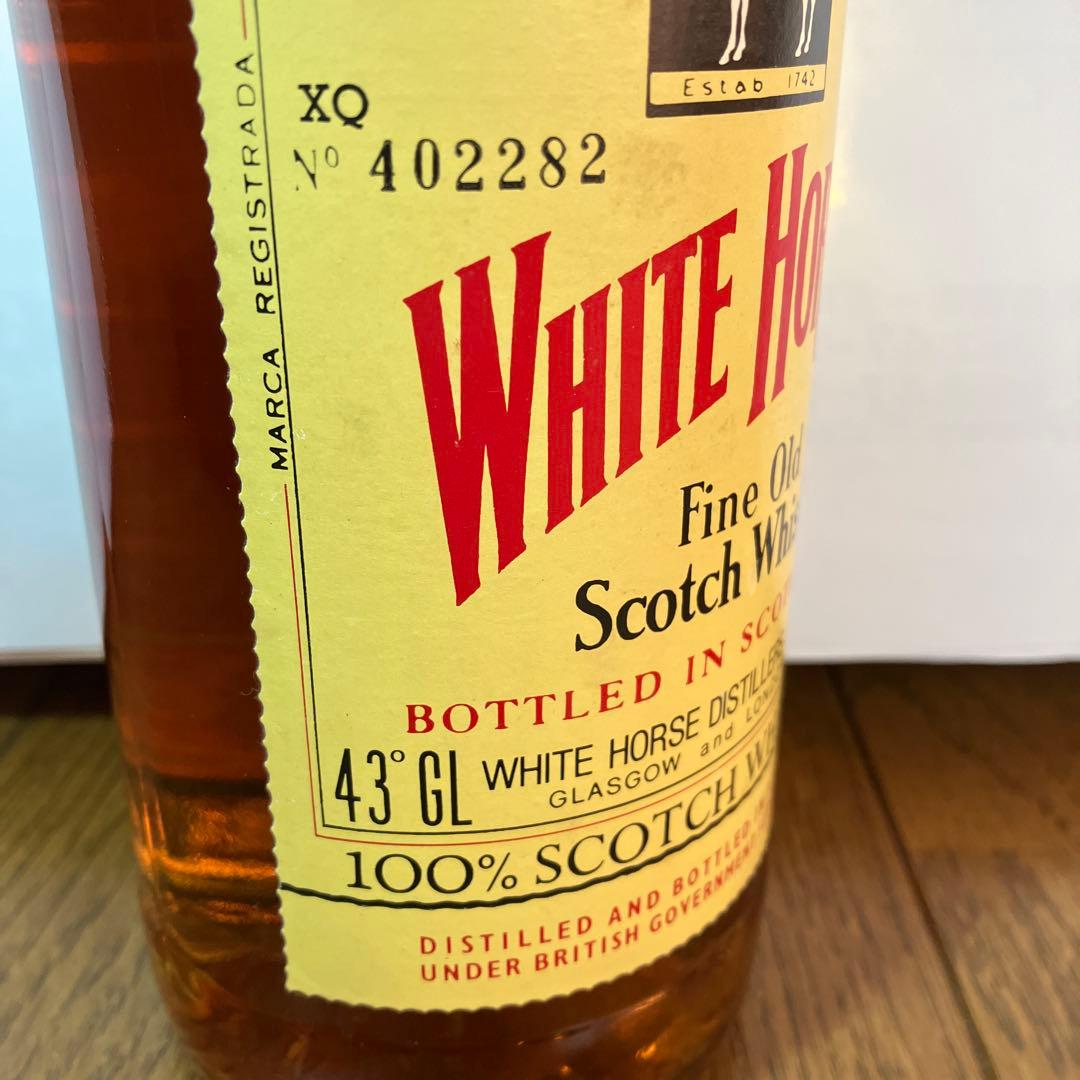 Estab 1742
XQ
Nº 402282
MARCA REGISTRADA
WHITE
Fine Old
Scotch
BOTTLED IN
43° GL
WHITE HORSE
GLASGOW and
100% SCOTCH
DISTILLED AND BOTTLED
UNDER BRITISH GOVERNMENT